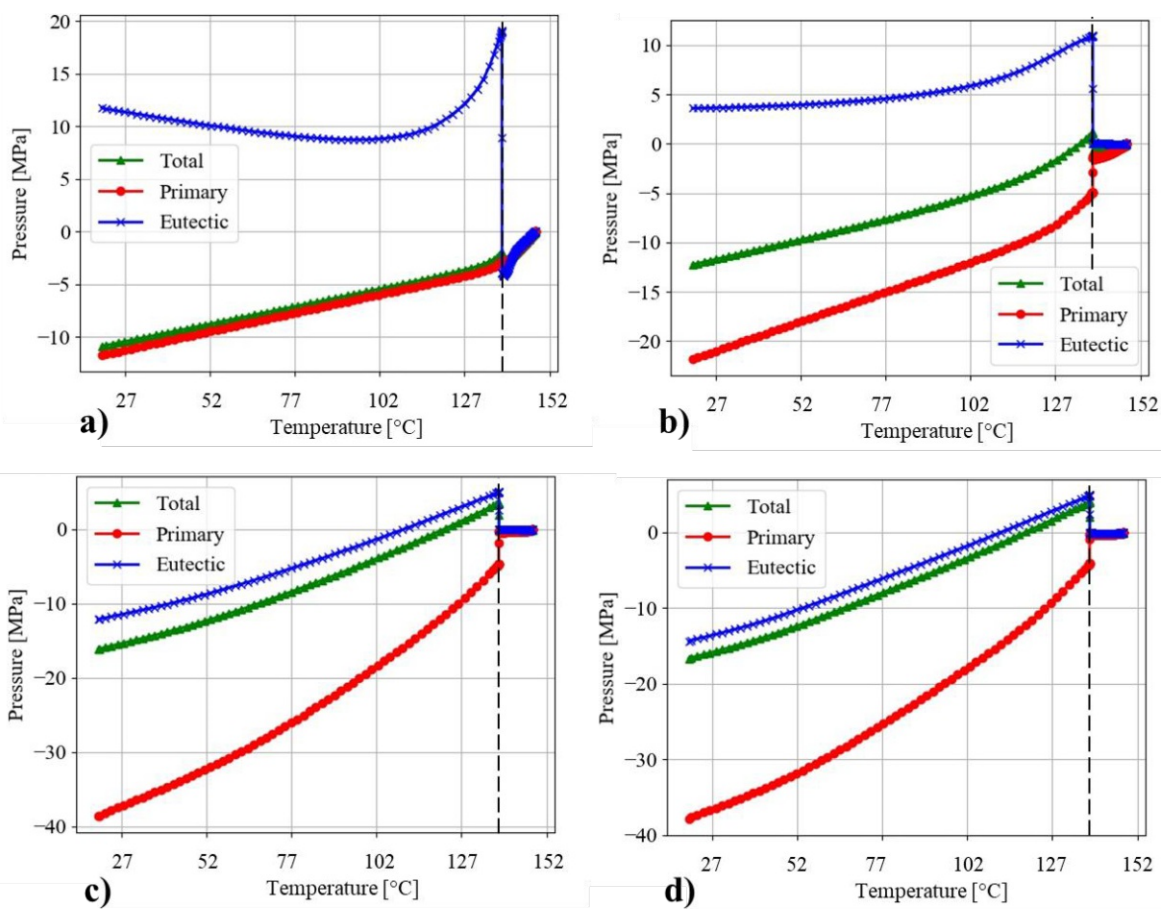 20
15
10
5
0
−5
−10
Pressure [MPa]
Total
Primary
Eutectic
27 52 77 102 127 152
Temperature [°C]
a)
10
5
0
−5
−10
−15
−20
Pressure [MPa]
Total
Primary
Eutectic
27 52 77 102 127 152
Temperature [°C]
b)
0
−10
−20
−30
−40
Pressure [MPa]
Total
Primary
Eutectic
27 52 77 102 127 152
Temperature [°C]
c)
0
−10
−20
−30
−40
Pressure [MPa]
Total
Primary
Eutectic
27 52 77 102 127 152
Temperature [°C]
d)